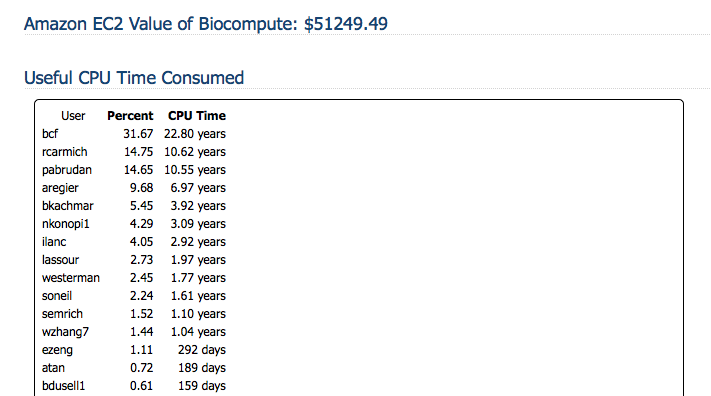 Amazon EC2 Value of Biocompute: $51249.49
Useful CPU Time Consumed
User Percent CPU Time
bcf 31.67 22.80 years
rcarmich 14.75 10.62 years
pabrudan 14.65 10.55 years
aregier 9.68 6.97 years
bkachmar 5.45 3.92 years
nkonopi1 4.29 3.09 years
ilanc 4.05 2.92 years
lassour 2.73 1.97 years
westerman 2.45 1.77 years
soneil 2.24 1.61 years
semrich 1.52 1.10 years
wzhang7 1.44 1.04 years
ezeng 1.11 292 days
atan 0.72 189 days
bdusell1 0.61 159 days